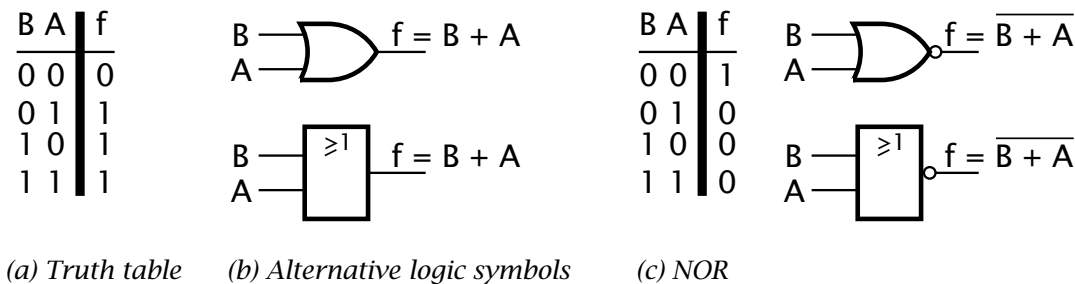 B A f
0 0 0
0 1 1
1 0 1
1 1 1
B
A
f = B + A
B
A
≥1
f = B + A
B A f
0 0 1
0 1 0
1 0 0
1 1 0
B
A
f = B + A
B
A
≥1
f = B + A
(a) Truth table
(b) Alternative logic symbols
(c) NOR